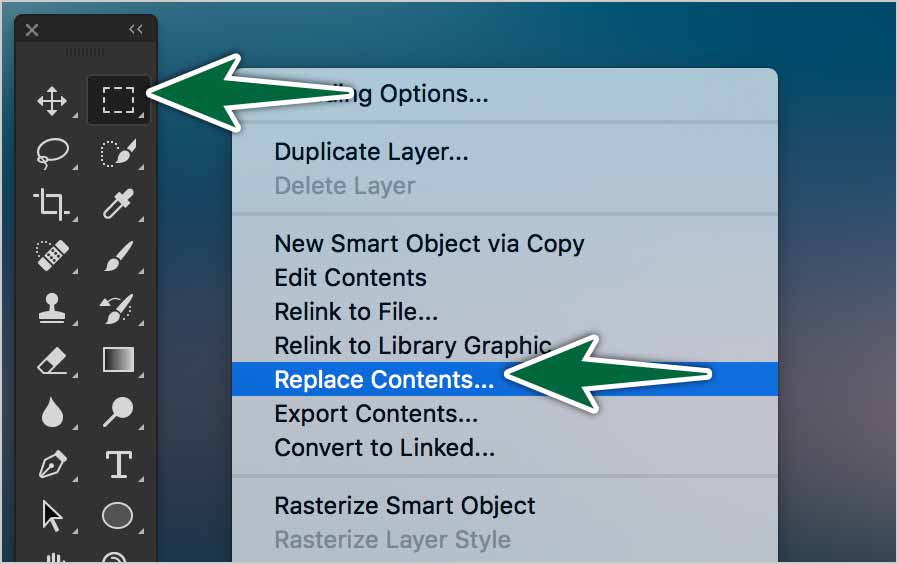 ing Options...
Duplicate Layer...
Delete Layer
New Smart Object via Copy
Edit Contents
Relink to File...
Relink to Library Graphic
Replace Contents...
Export Contents...
Convert to Linked...
Rasterize Smart Object
Rasterize Layer Style